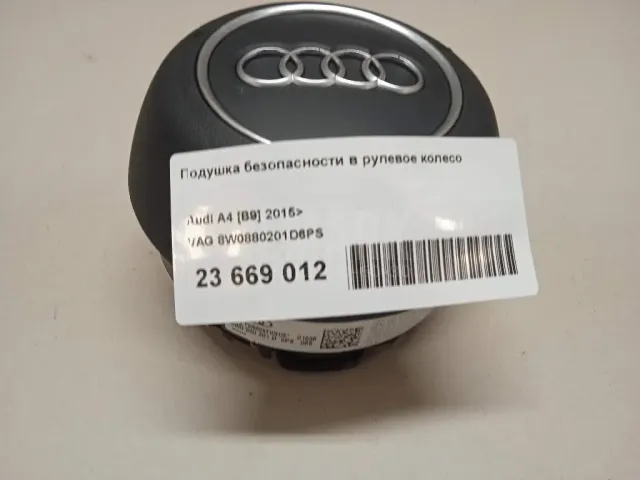 Подушка безопасности в рулевое колесо
Audi A4 [B9] 2015>
VAG 8W0880201D6PS
23 669 012